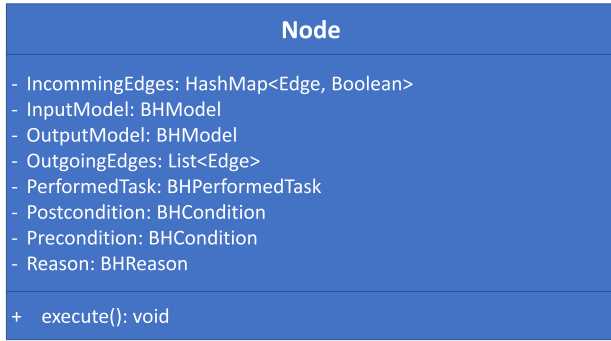 Node
- IncommingEdges: HashMap<Edge, Boolean>
- InputModel: BHModel
- OutputModel: BHModel
- OutgoingEdges: List<Edge>
- PerformedTask: BHPerformedTask
- Postcondition: BHCondition
- Precondition: BHCondition
- Reason: BHReason
+ execute(): void